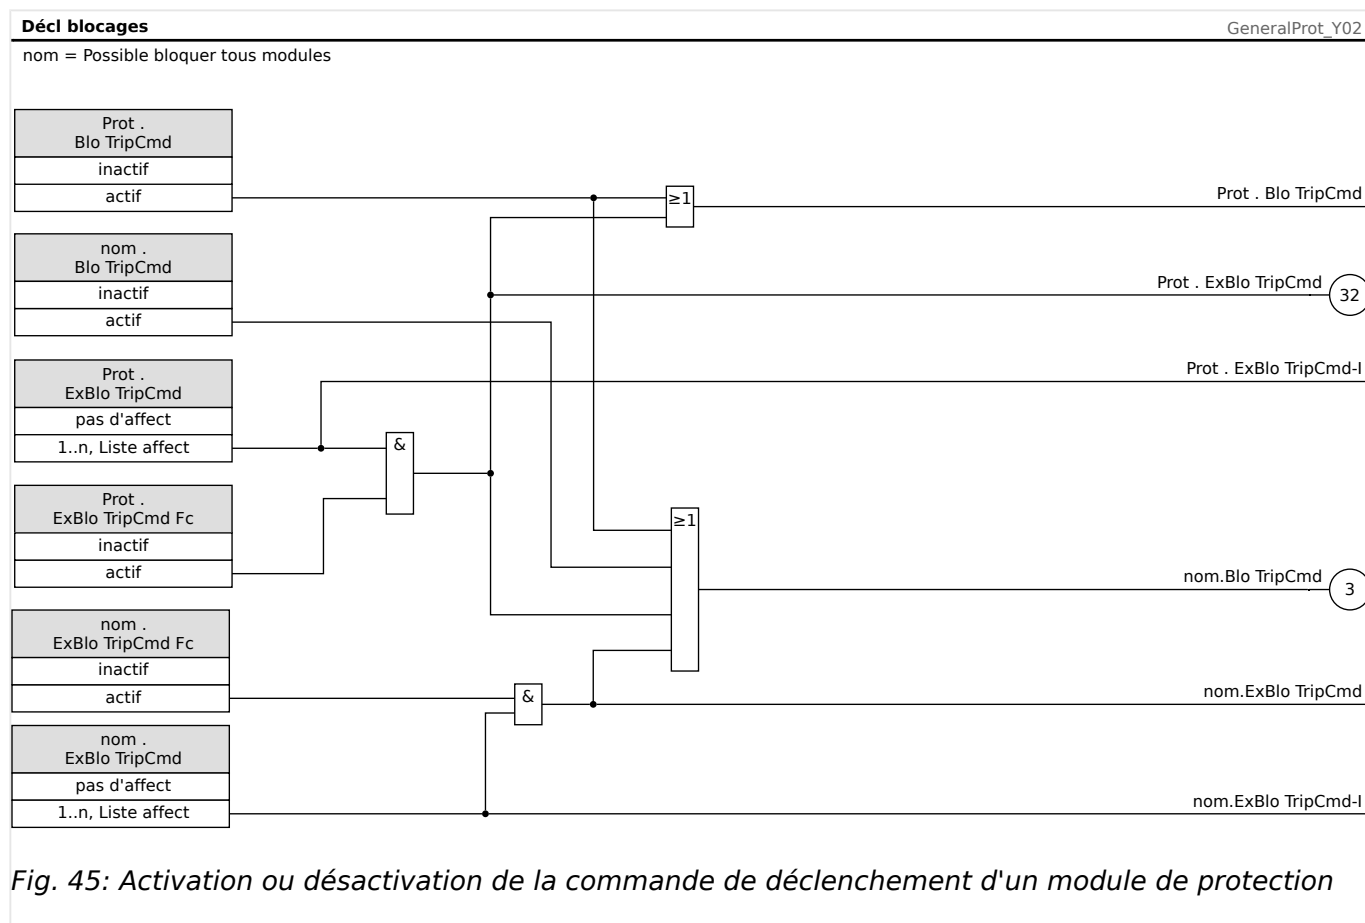 Décl blocages
GeneralProt_Y02
nom = Possible bloquer tous modules
Prot .
Blo TripCmd
inactif
actif
≥1
Prot . Blo TripCmd
nom .
Blo TripCmd
inactif
actif
Prot . ExBlo TripCmd
32
Prot .
ExBlo TripCmd
pas d'affect
1..n, Liste affect
Prot . ExBlo TripCmd-I
&
Prot .
ExBlo TripCmd Fc
inactif
actif
≥1
nom.Blo TripCmd
3
nom .
ExBlo TripCmd Fc
inactif
actif
&
nom.ExBlo TripCmd
nom .
ExBlo TripCmd
pas d'affect
1..n, Liste affect
nom.ExBlo TripCmd-I
Fig. 45: Activation ou désactivation de la commande de déclenchement d'un module de protection